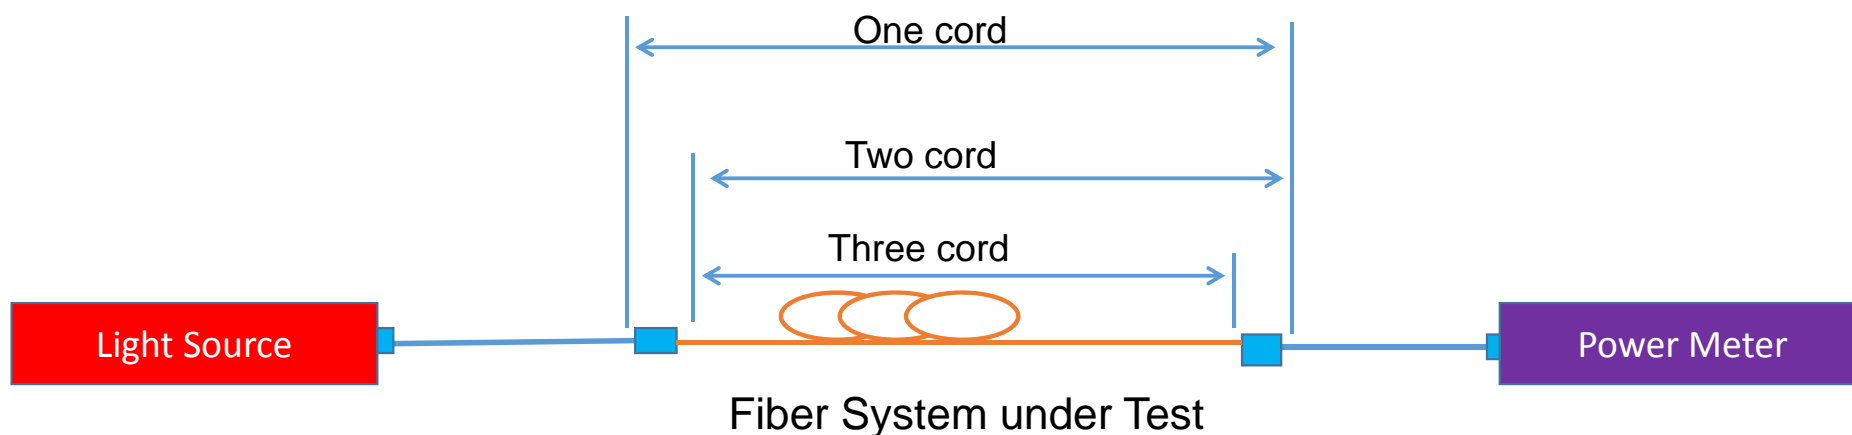 One cord
Two cord
Three cord
Light Source
Power Meter
Fiber System under Test